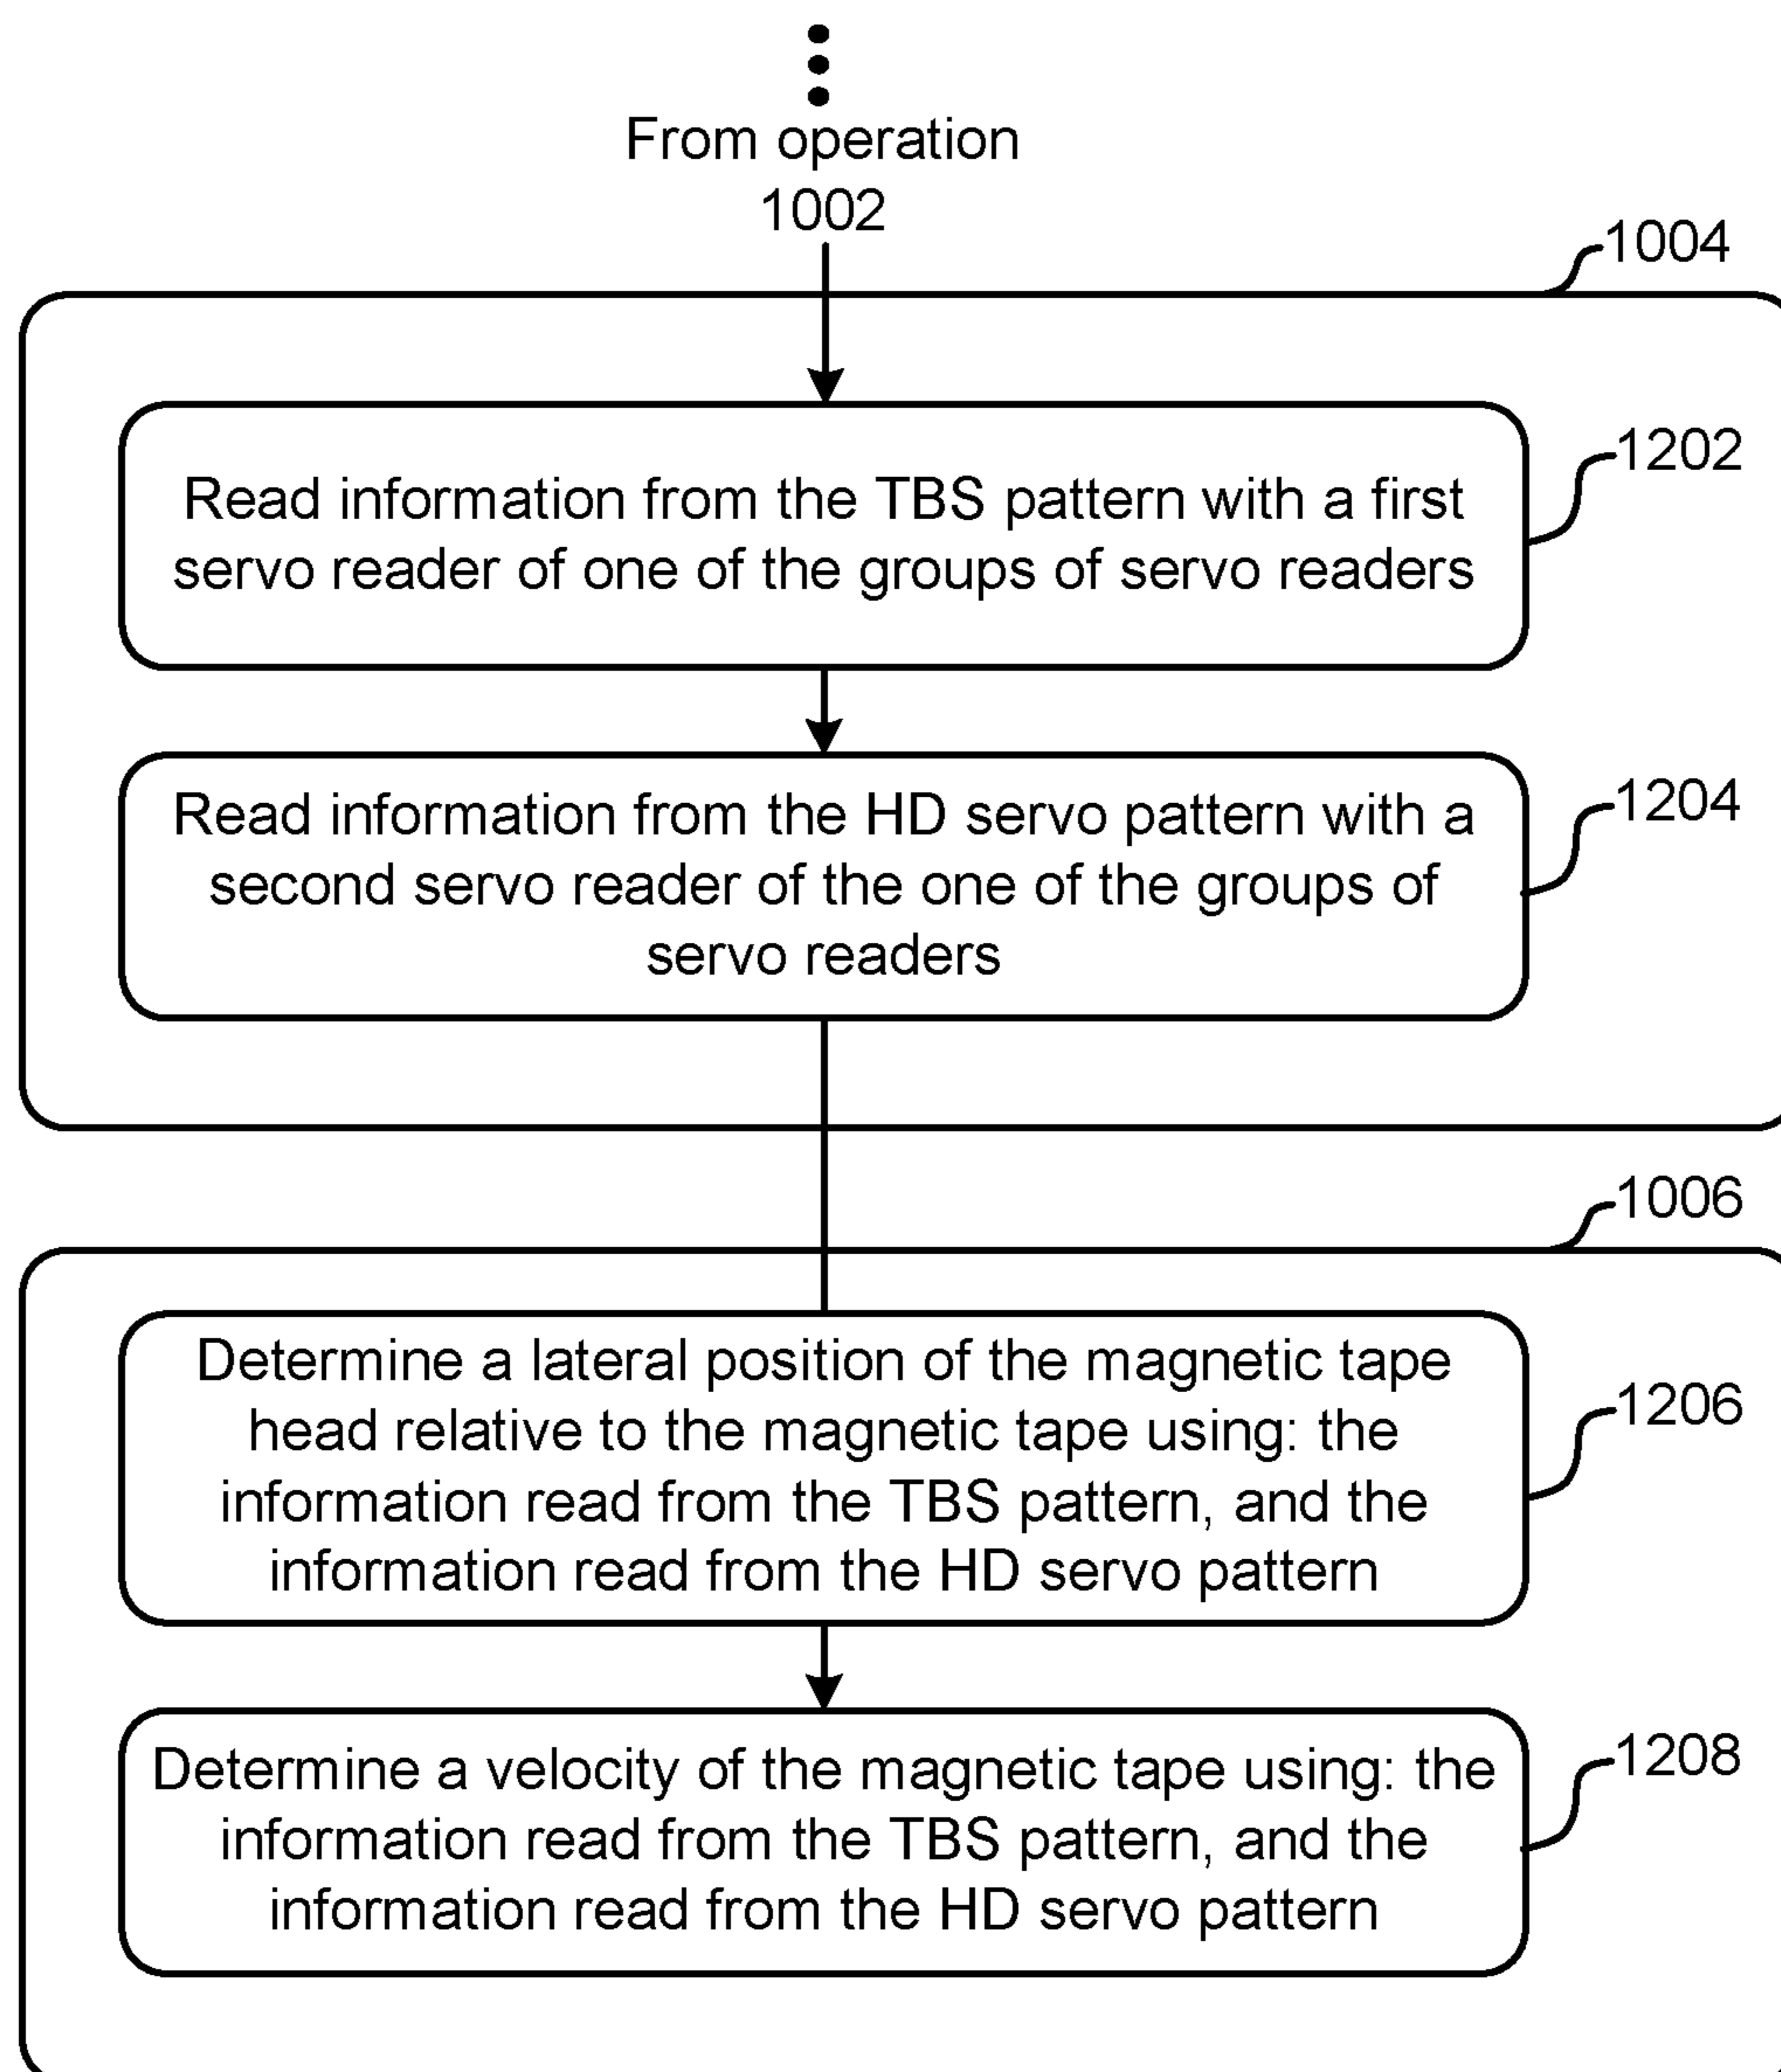 From operation
1002
1004
Read information from the TBS pattern with a first
servo reader of one of the groups of servo readers
1202
Read information from the HD servo pattern with a
second servo reader of the one of the groups of
servo readers
1204
1006
Determine a lateral position of the magnetic tape
head relative to the magnetic tape using: the
information read from the TBS pattern, and the
information read from the HD servo pattern
1206
Determine a velocity of the magnetic tape using: the
information read from the TBS pattern, and the
information read from the HD servo pattern
1208